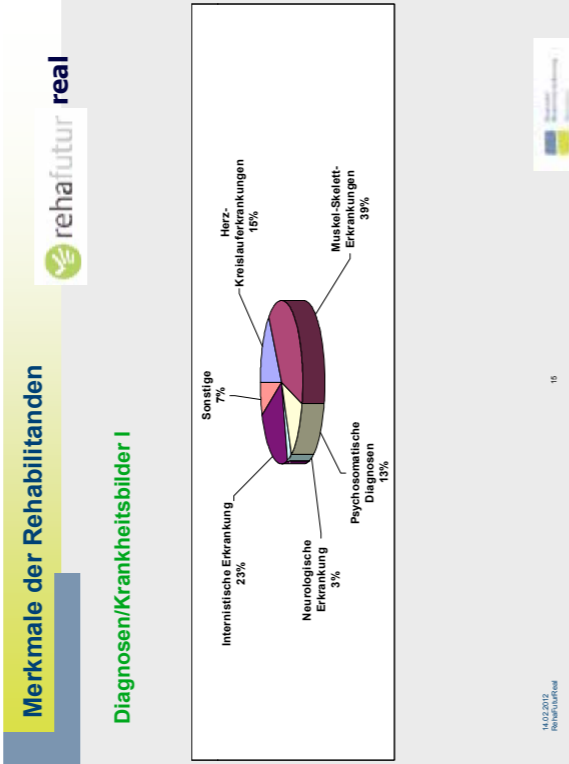 Merkmale der Rehabilitanden
rehafutur real
Diagnosen/Krankheitsbilder I
Sonstige
7%
Herz-
Kreislauferkrankungen
15%
Internistische Erkrankung
23%
Muskel-Skelett-
Erkrankungen
39%
Neurologische
Erkrankung
3%
Psychosomatische
Diagnosen
13%
14.02.2012
RehaFuturReal
15